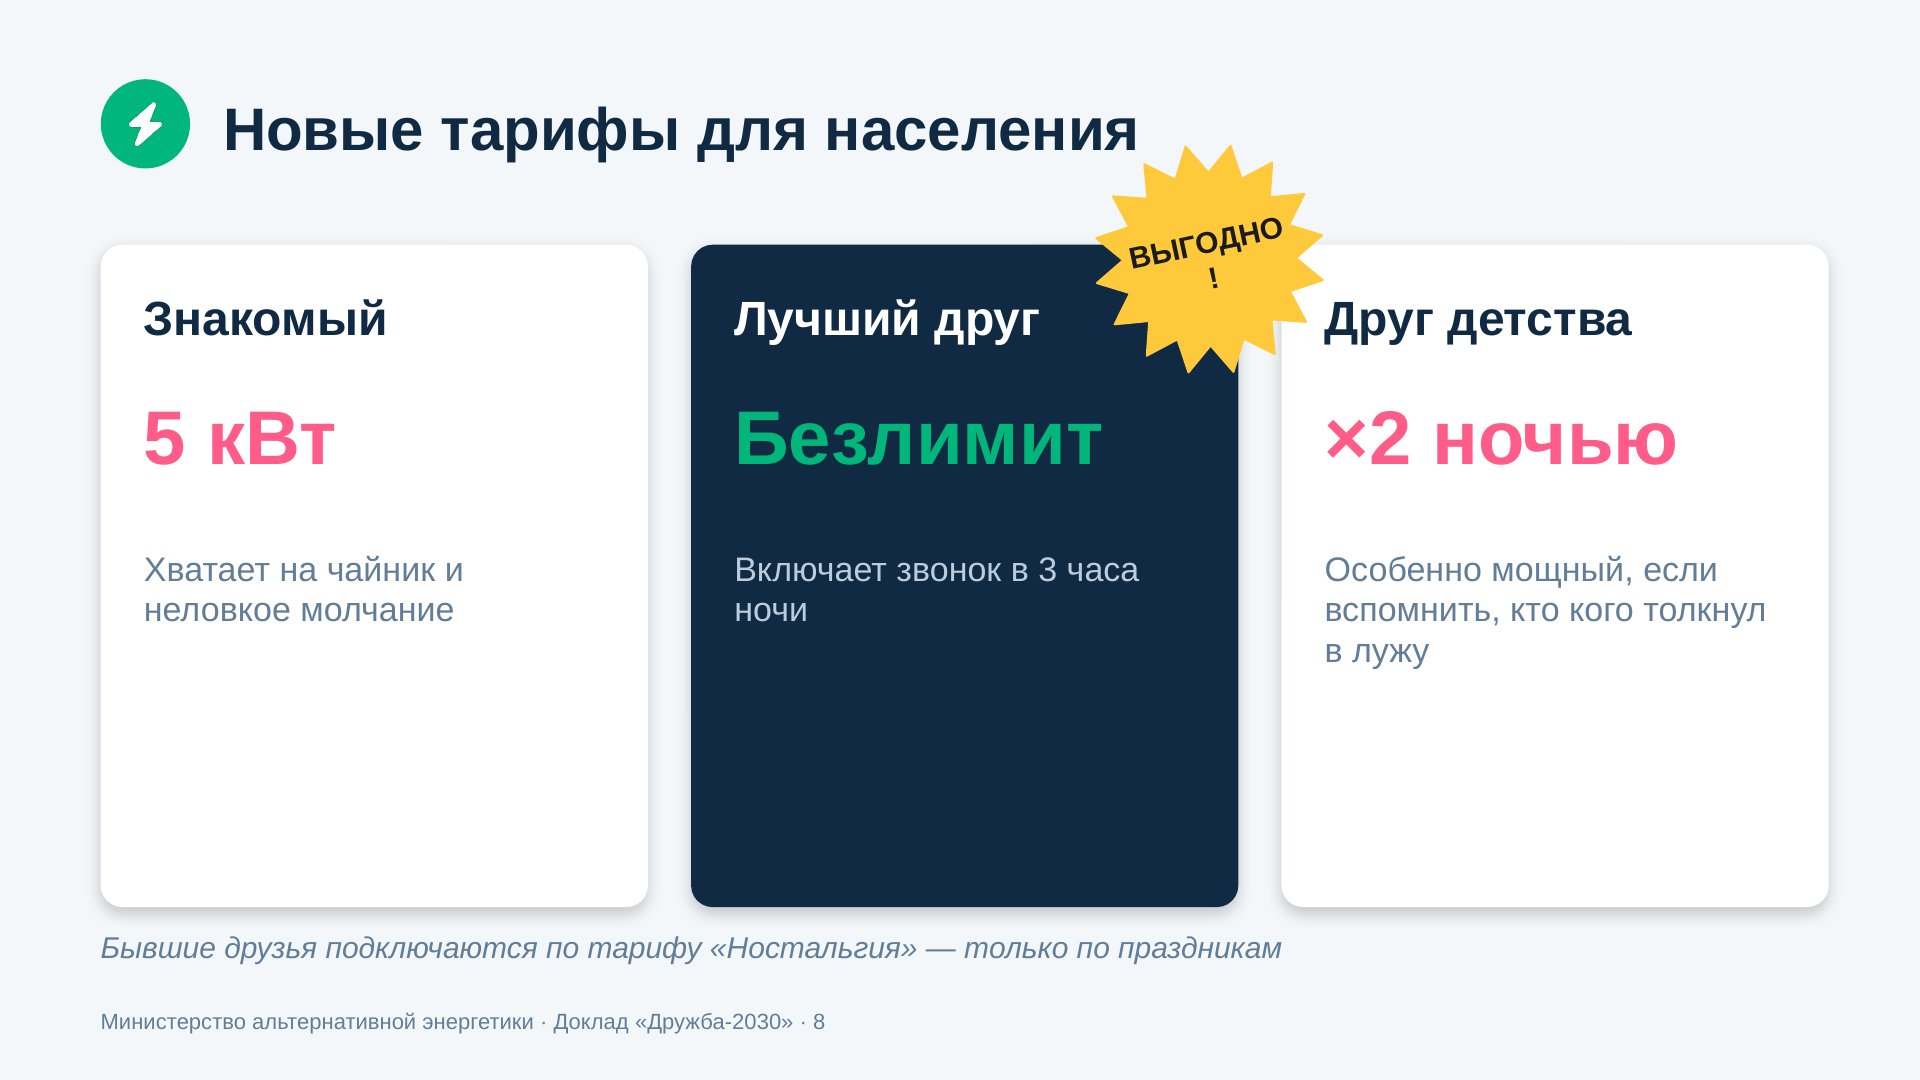 Новые тарифы для населения
ВЫГОДНО
!
Знакомый
5 кВт
Хватает на чайник и
неловкое молчание
Лучший друг
Безлимит
Включает звонок в 3 часа
ночи
Друг детства
×2 ночью
Особенно мощный, если
вспомнить, кто кого толкнул
в лужу
Бывшие друзья подключаются по тарифу «Ностальгия» — только по праздникам
Министерство альтернативной энергетики · Доклад «Дружба-2030» · 8